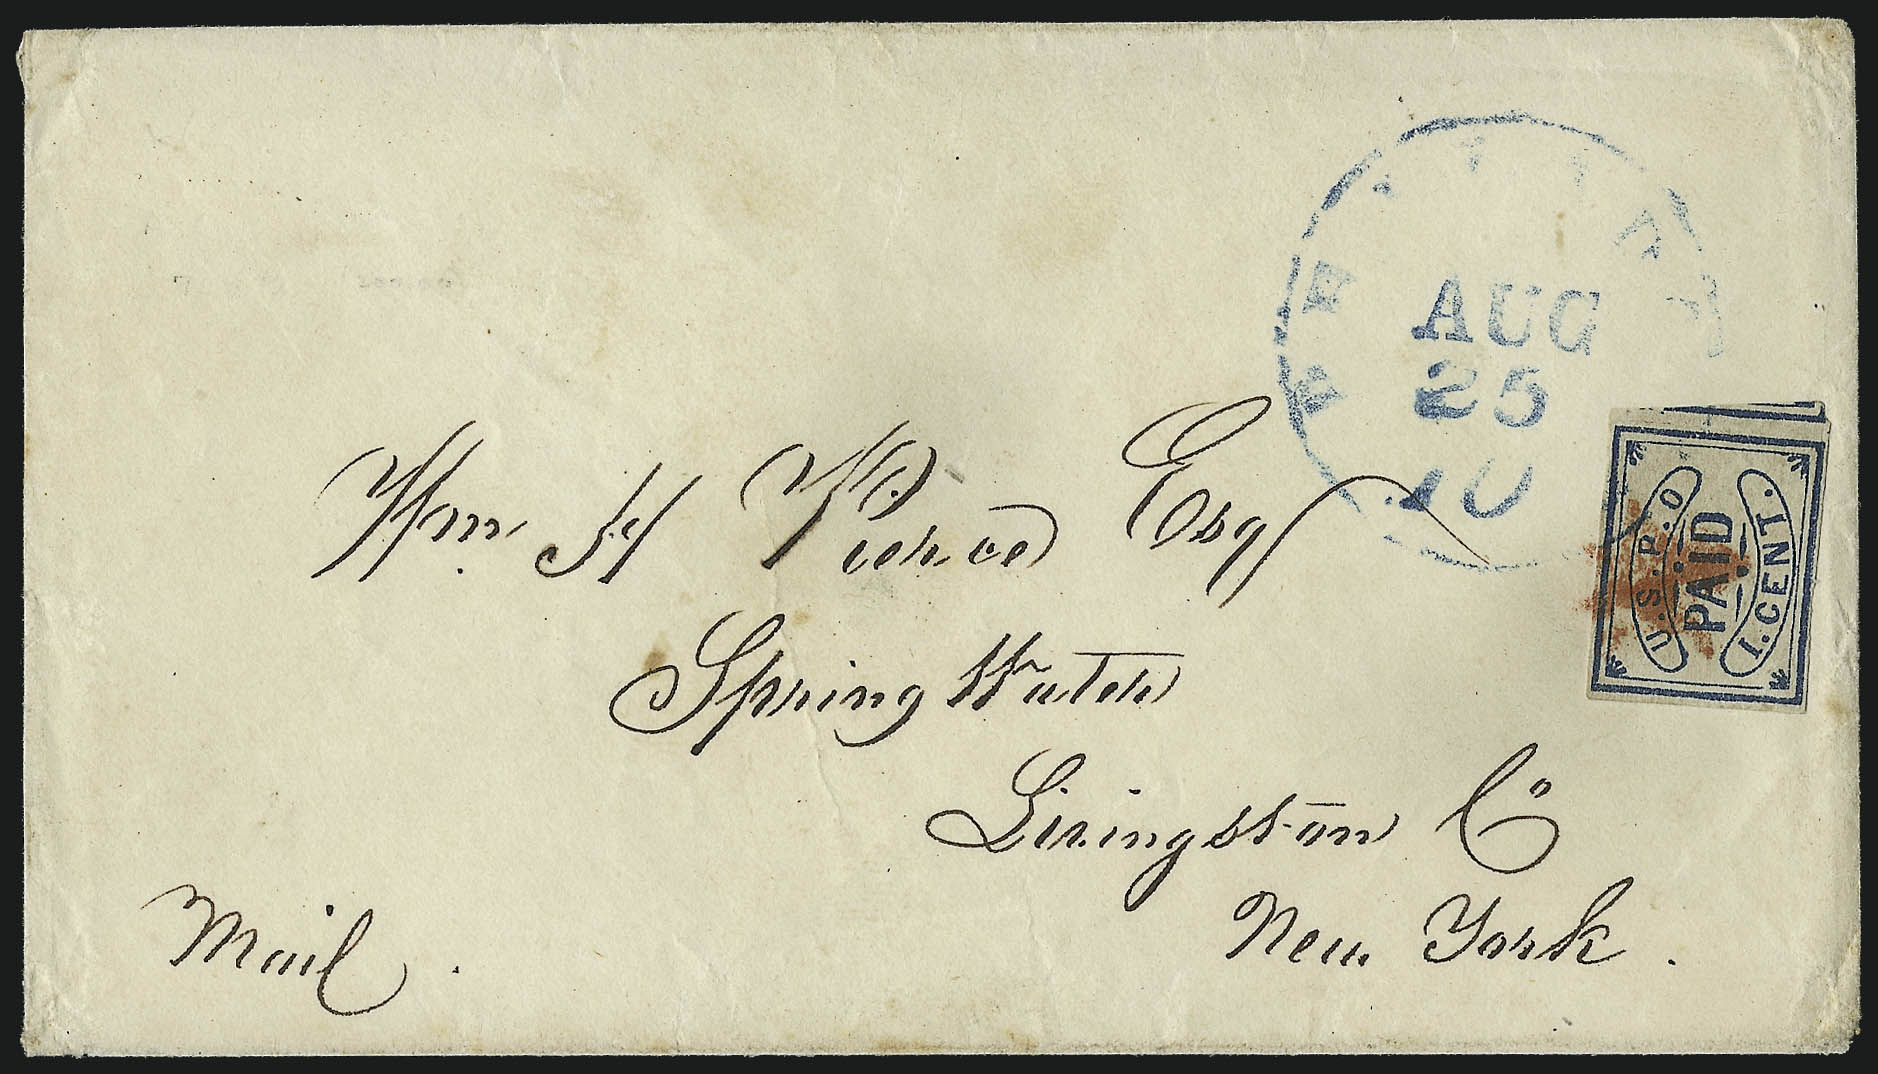 AUG
25
10
U.S.P.O
PAID
1.CENT.
Wm. H Pierce Esq
Spring Water
Livingston Co
New York.
Mail.